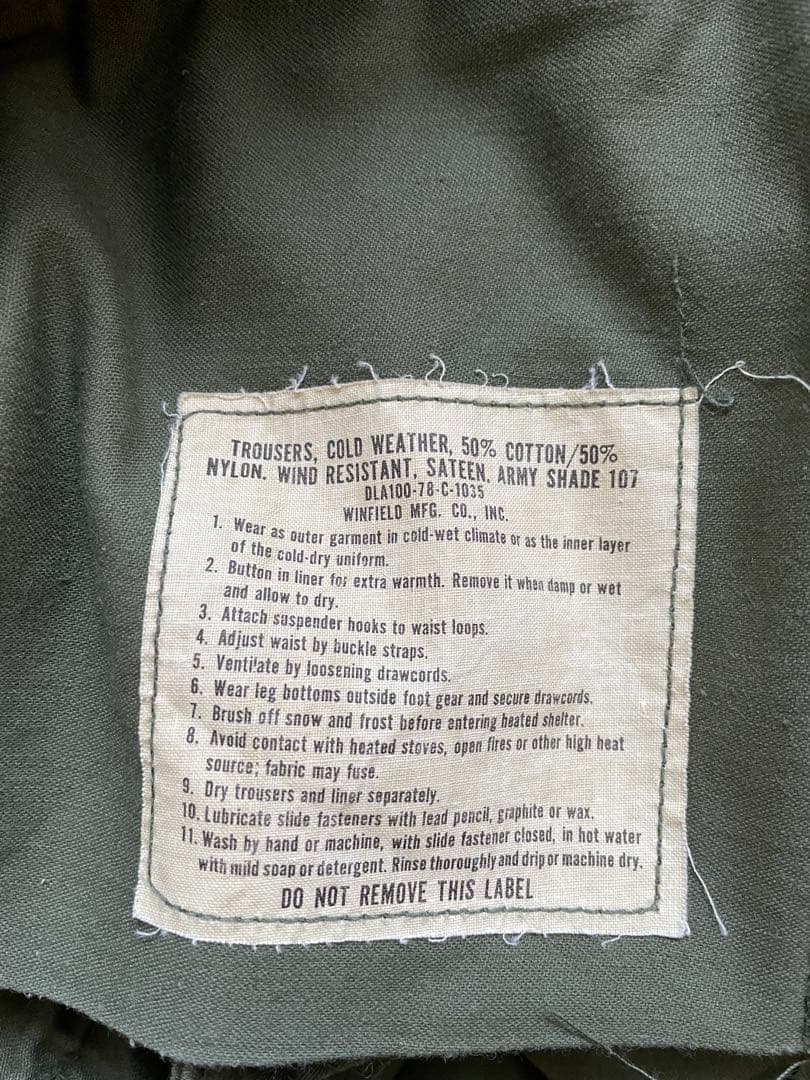 TROUSERS, COLD WEATHER, 50% COTTON/50%
NYLON. WIND RESISTANT, SATEEN, ARMY SHADE 107
DLA100-78-C-1035
WINFIELD MFG. CO., INC.
1. Wear as outer garment in cold-wet climate or as the inner layer
of the cold-dry uniform.
2. Button in liner for extra warmth. Remove it when damp or wet
and allow to dry.
3. Attach suspender hooks to waist loops.
4. Adjust waist by buckle straps.
5. Ventilate by loosening drawcords.
6. Wear leg bottoms outside foot gear and secure drawcords.
7. Brush off snow and frost before entering heated shelter.
8. Avoid contact with heated stoves, open fires or other high heat
source; fabric may fuse.
9. Dry trousers and liner separately.
10. Lubricate slide fasteners with lead pencil, graphite or wax.
11. Wash by hand or machine, with slide fastener closed, in hot water
with mild soap or detergent. Rinse thoroughly and drip or machine dry.
DO NOT REMOVE THIS LABEL